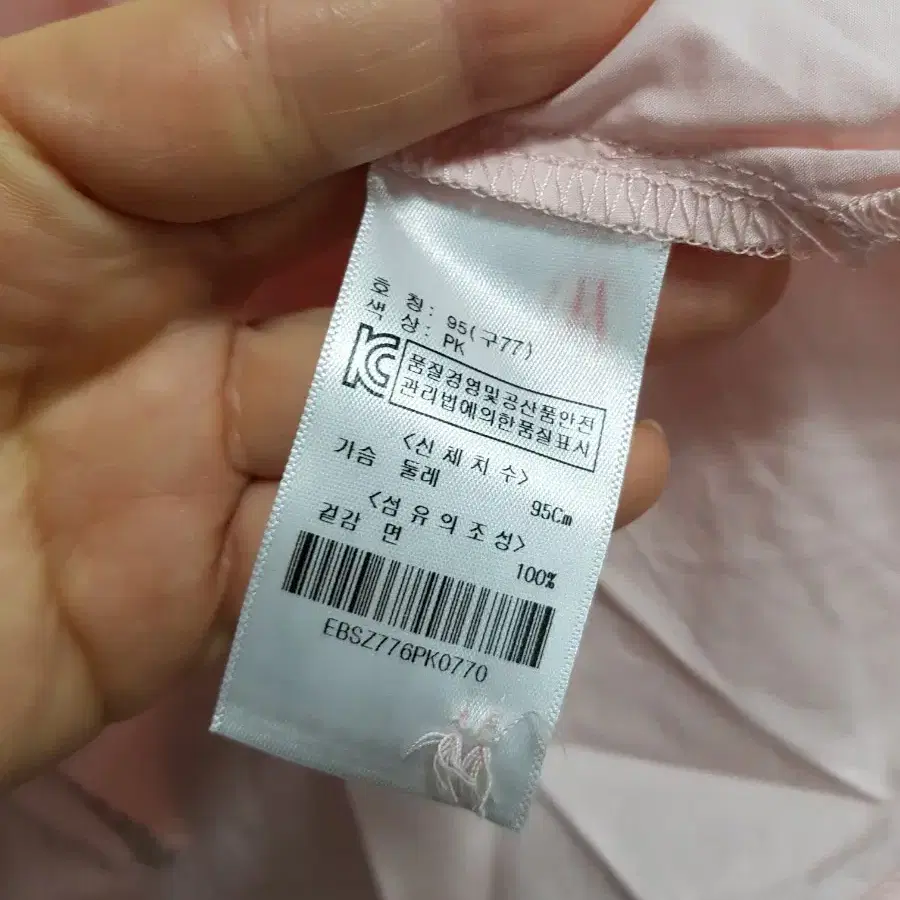 호 칭: 95(구77)
색 상: PK
품질경영및공산품안전
관리법에의한품질표시
<신체치수>
가슴 둘레 95Cm
<섬유의조성>
겉감 면 100%
EBSZ776PK0770